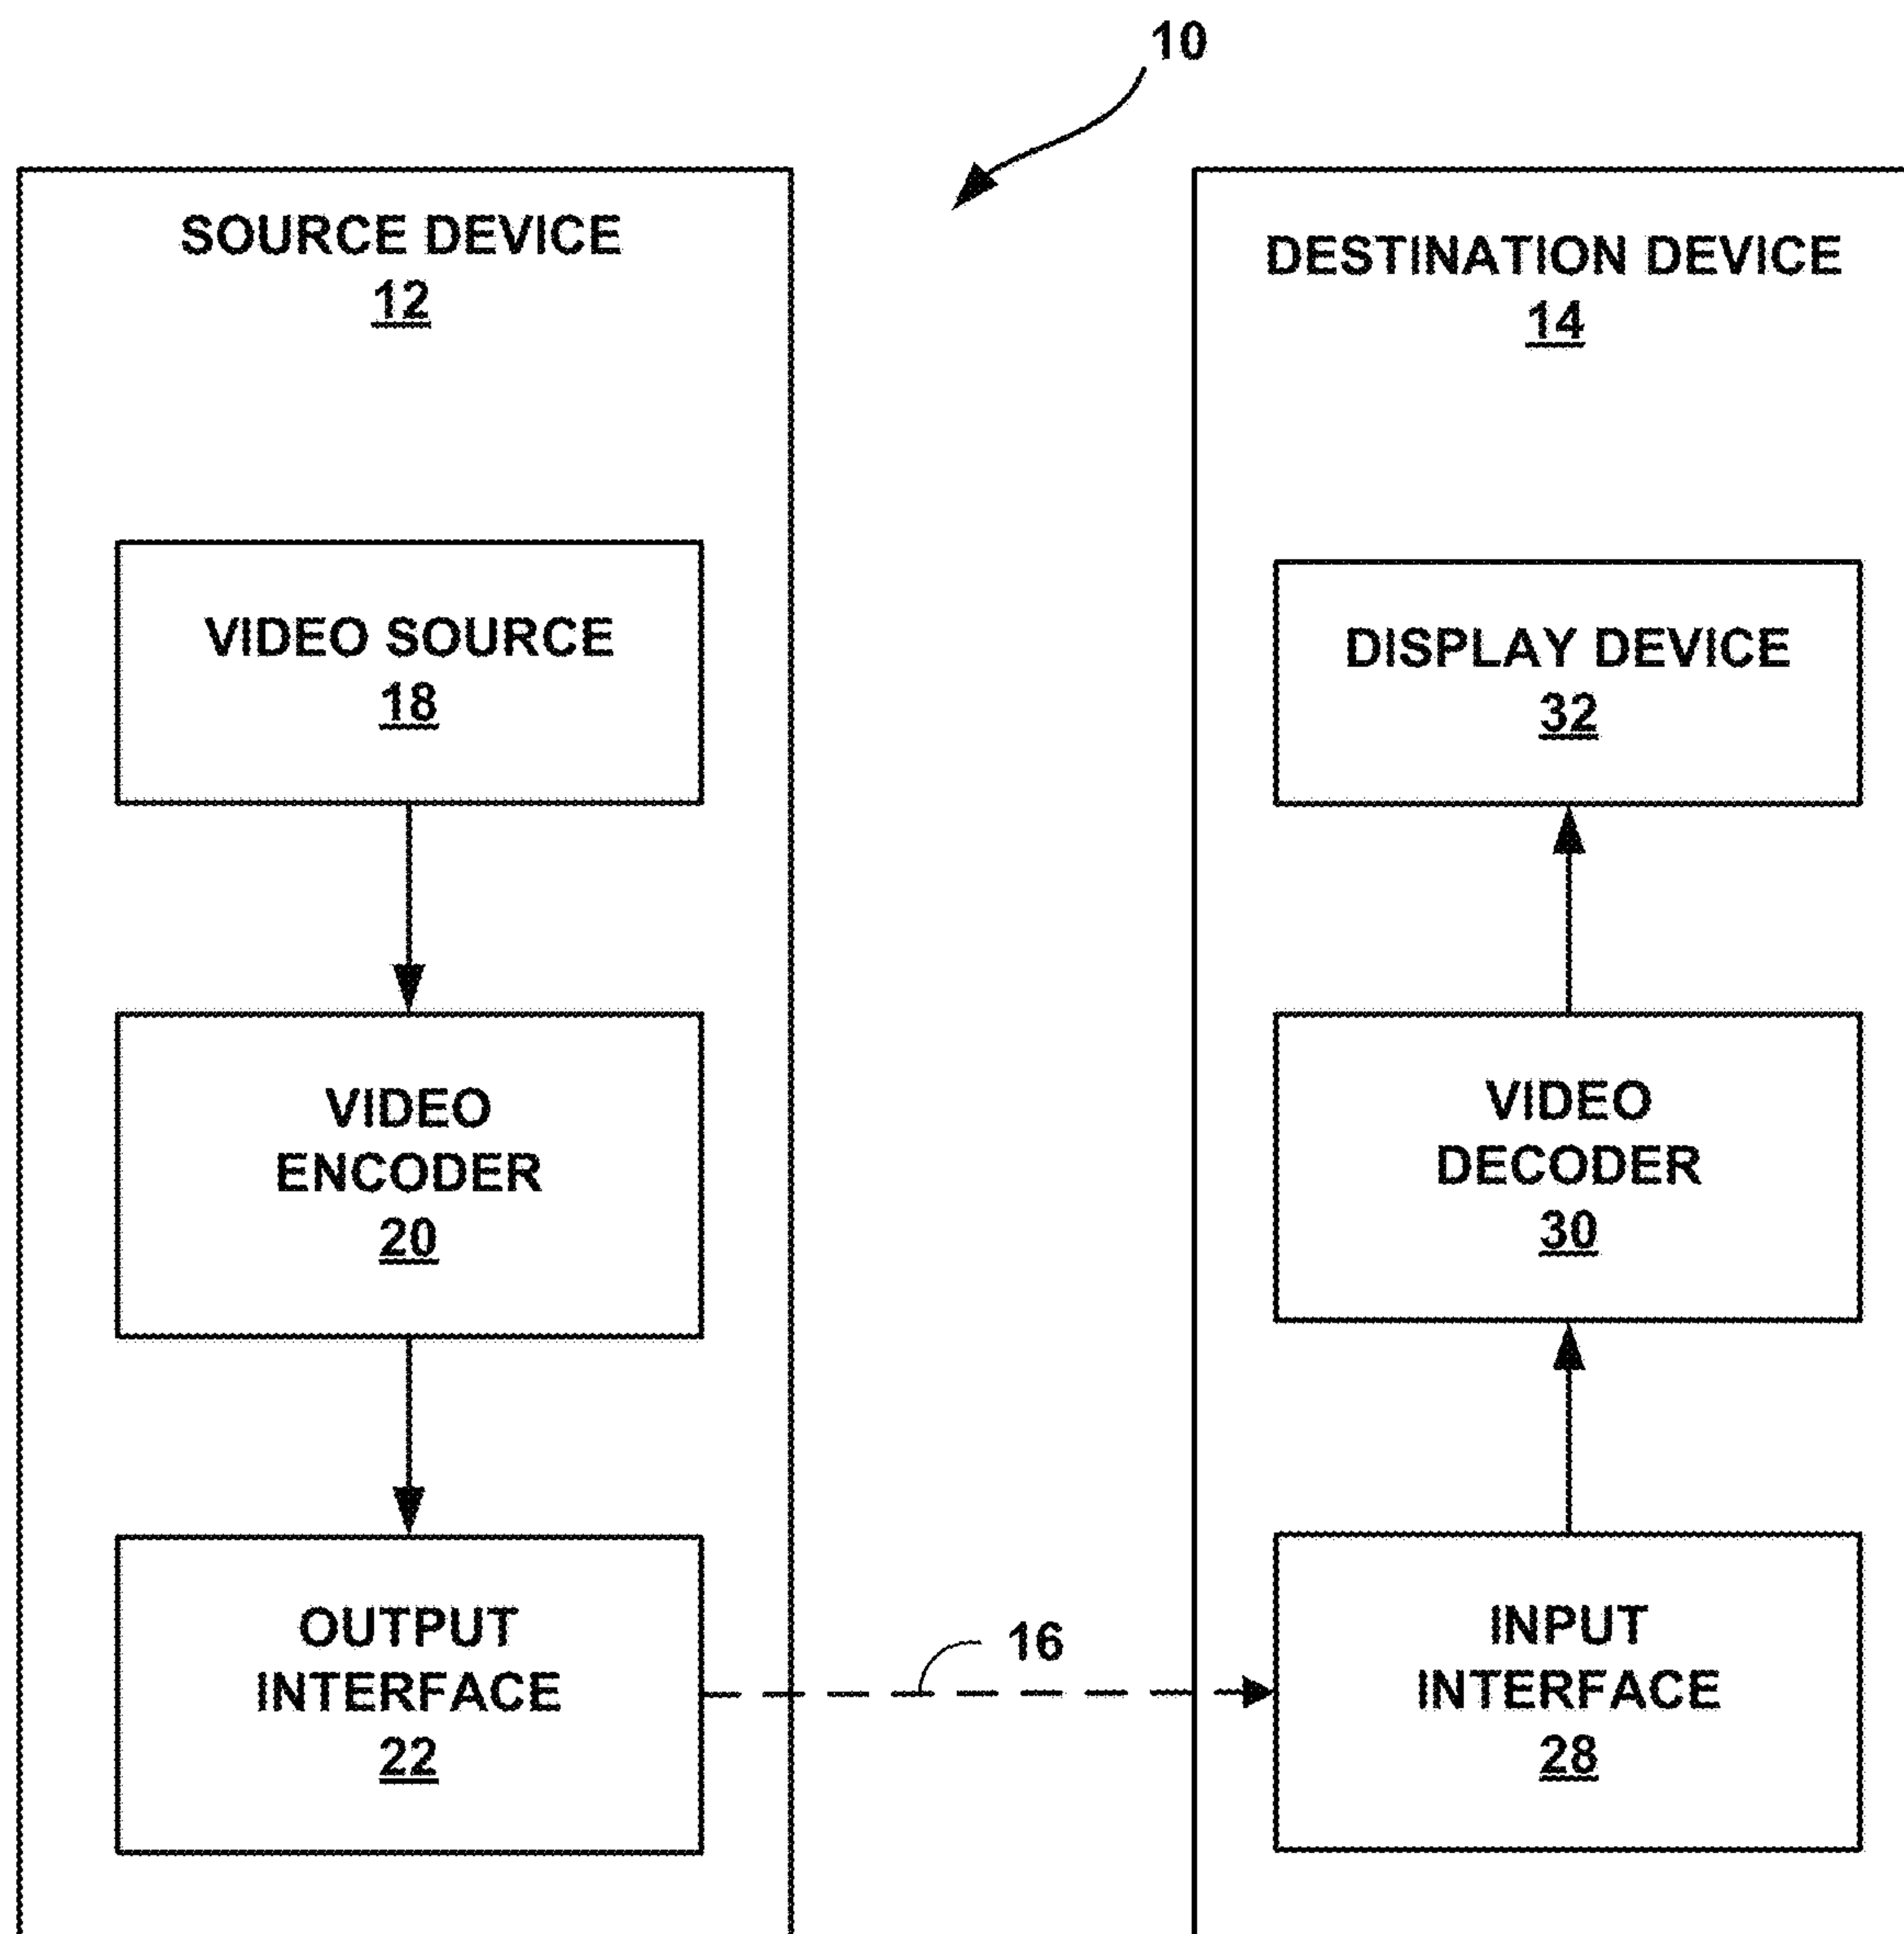 10
SOURCE DEVICE
12
VIDEO SOURCE
18
VIDEO
ENCODER
20
OUTPUT
INTERFACE
22
16
DESTINATION DEVICE
14
DISPLAY DEVICE
32
VIDEO
DECODER
30
INPUT
INTERFACE
28